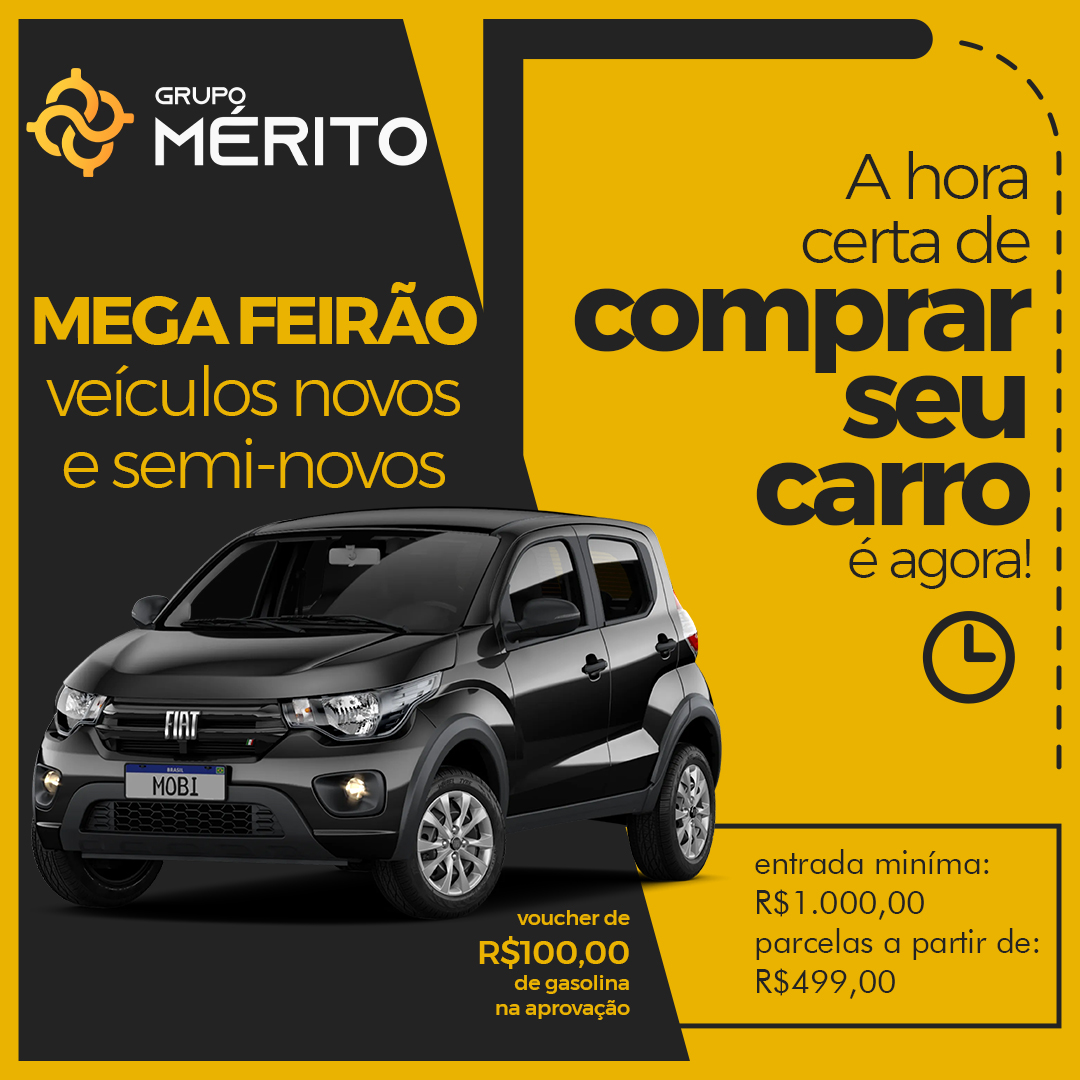 GRUPO
MÉRITO
MEGA FEIRÃO
veículos novos
e semi-novos
A hora
certa de
comprar
seu
carro
é agora!
FIAT
BRASIL
MOBI
voucher de
R$100,00
de gasolina
na aprovação
entrada miníma:
R$1.000,00
parcelas a partir de:
R$499,00